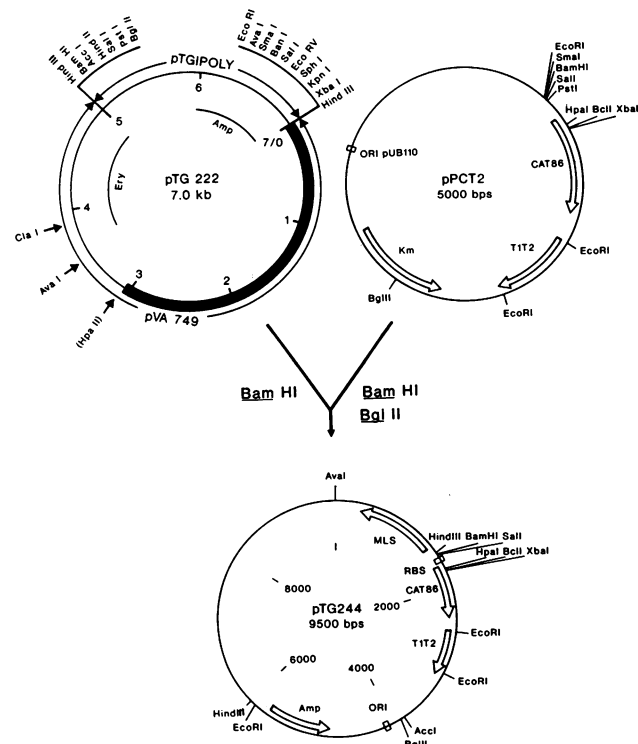 Hind III
Bam HI
Acc I
Hind II
Sal I
Pst I
Bgl II
pTGIPOLY
Eco RI
Ava I
Sma I
Ban I
Sal I
Eco RV
Sph I
Kpn I
Xba I
Hind III
6
5
Amp
7/0
Ery
pTG 222
7.0 kb
4
1
Cla I
Ava I
(Hpa II)
3
2
pVA 749
EcoRI
SmaI
BamHI
SalI
PstI
HpaI BclI XbaI
ORI pUB110
CAT86
pPCT2
5000 bps
Km
T1T2
EcoRI
BglII
EcoRI
Bam HI
Bam HI
Bgl II
AvaI
MLS
HindIII BamHI SalI
HpaI BclI XbaI
I
RBS
CAT86
8000
2000
pTG244
9500 bps
T1T2
EcoRI
6000
4000
EcoRI
HindIII
EcoRI
Amp
ORI
AccI
BglII